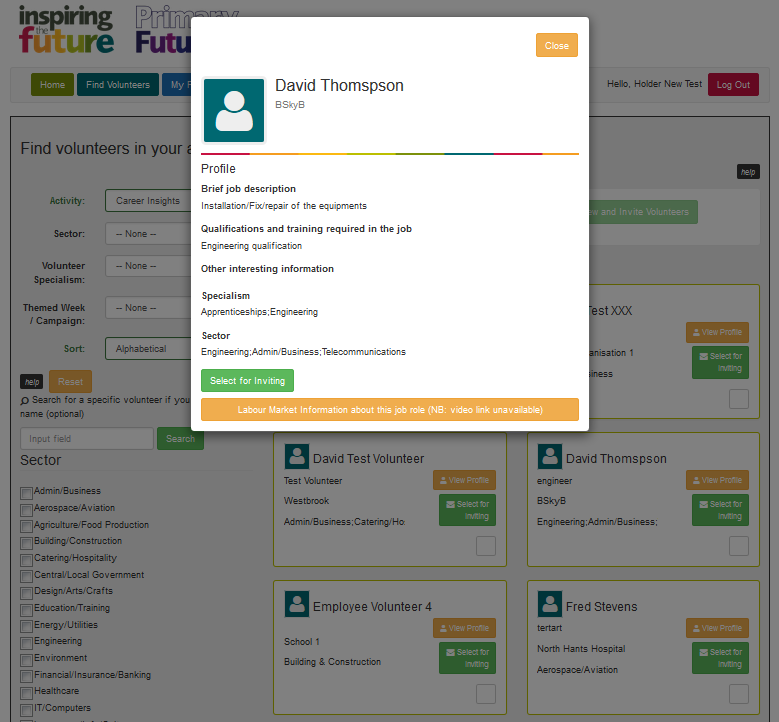 inspiring
the
future
Primary
Futu
Close
David Thomspson
BSkyB
Home
Find Volunteers
My
Hello, Holder New Test
Log Out
Find volunteers in your a
help
Profile
Brief job description
Installation/Fix/repair of the equipments
Qualifications and training required in the job
Engineering qualification
Other interesting information
Specialism
Apprenticeships;Engineering
Sector
Engineering;Admin/Business;Telecommunications
Select for Inviting
Labour Market Information about this job role (NB: video link unavailable)
Activity:
Career Insights
Sector:
-- None --
Volunteer
Specialism:
-- None --
Themed Week
/ Campaign:
-- None --
Sort:
Alphabetical
help
Reset
Search for a specific volunteer if you
name (optional)
Input field
Search
Sector
Admin/Business
Aerospace/Aviation
Agriculture/Food Production
Building/Construction
Catering/Hospitality
Central/Local Government
Design/Arts/Crafts
Education/Training
Energy/Utilities
Engineering
Environment
Financial/Insurance/Banking
Healthcare
IT/Computers
and Invite Volunteers
Test XXX
View Profile
anisation 1
Select for
Inviting
siness
David Test Volunteer
Test Volunteer
View Profile
Westbrook
Select for
Inviting
Admin/Business;Catering/Ho
David Thomspson
engineer
View Profile
BSkyB
Select for
Inviting
Engineering;Admin/Business;
Employee Volunteer 4
View Profile
School 1
Select for
Inviting
Building & Construction
Fred Stevens
tertart
View Profile
North Hants Hospital
Select for
Inviting
Aerospace/Aviation